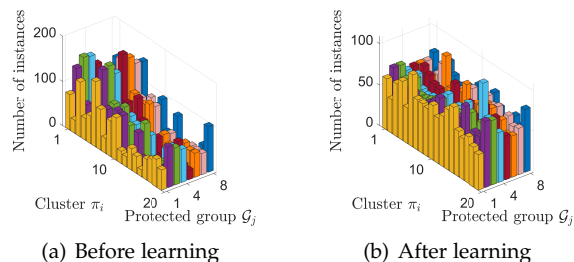 200
100
0
Number of instances
1
10
20
Cluster π_i
1
4
8
Protected group 𝒢_j
(a) Before learning
100
50
0
Number of instances
1
10
20
Cluster π_i
1
4
8
Protected group 𝒢_j
(b) After learning